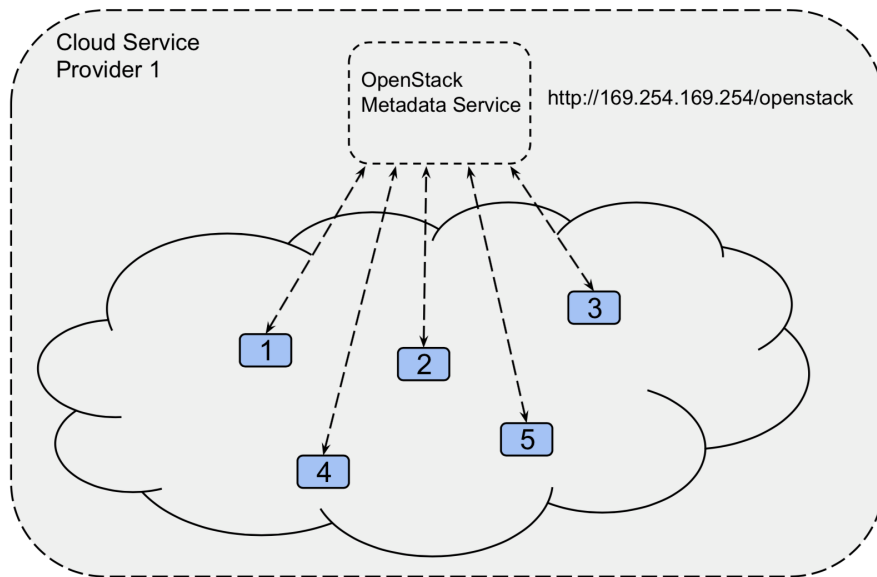 Cloud Service
Provider 1
OpenStack
Metadata Service
http://169.254.169.254/openstack
3
1
2
5
4